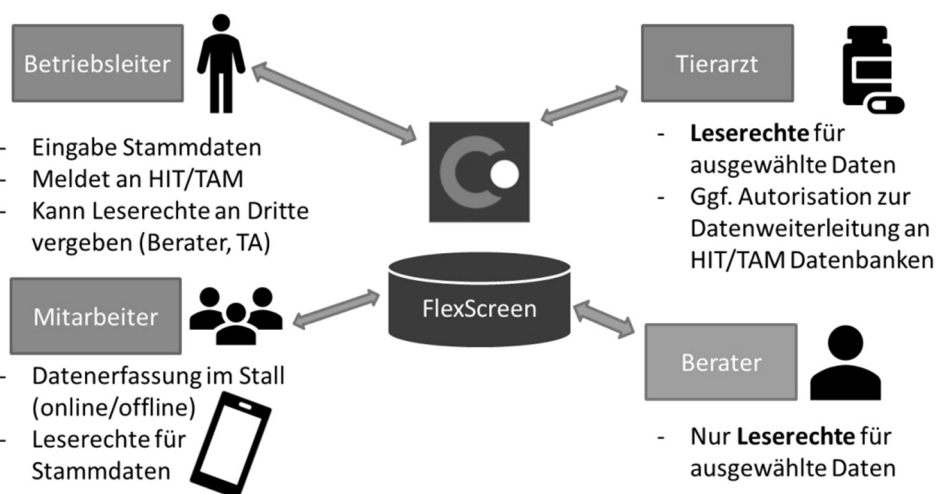 Betriebsleiter
- Eingabe Stammdaten
- Meldet an HIT/TAM
- Kann Leserechte an Dritte
vergeben (Berater, TA)
Tierarzt
- Leserechte für
ausgewählte Daten
- Ggf. Autorisation zur
Datenweiterleitung an
HIT/TAM Datenbanken
FlexScreen
Mitarbeiter
- Datenerfassung im Stall
(online/offline)
- Leserechte für
Stammdaten
Berater
- Nur Leserechte für
ausgewählte Daten